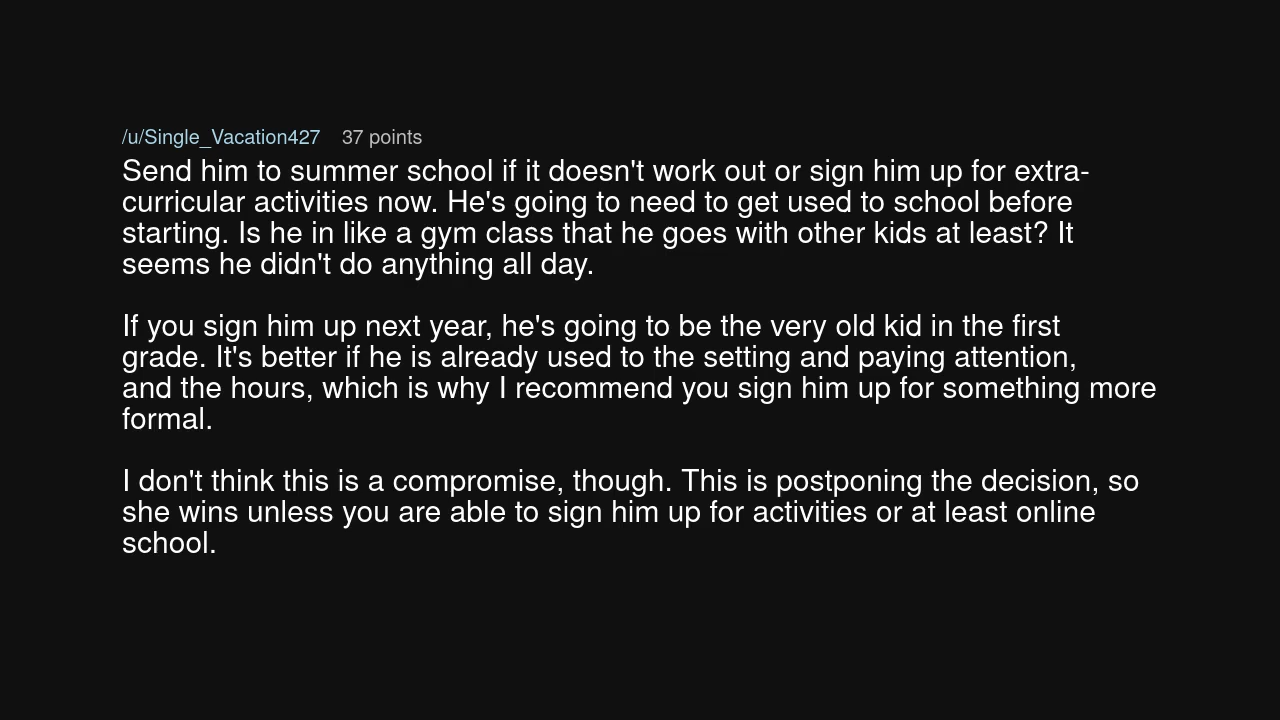 /u/Single_Vacation427 37 points
Send him to summer school if it doesn't work out or sign him up for extra-
curricular activities now. He's going to need to get used to school before
starting. Is he in like a gym class that he goes with other kids at least? It
seems he didn't do anything all day.
If you sign him up next year, he's going to be the very old kid in the first
grade. It's better if he is already used to the setting and paying attention,
and the hours, which is why I recommend you sign him up for something more
formal.
I don't think this is a compromise, though. This is postponing the decision, so
she wins unless you are able to sign him up for activities or at least online
school.